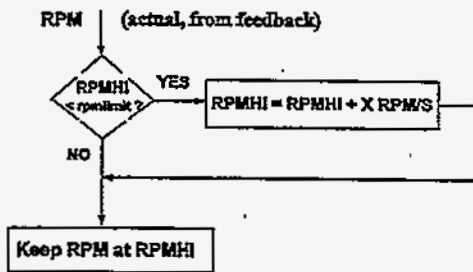 RPM (actual, from feedback)
RPMHI
< rpmlimit ?
YES
RPMHI = RPMHI + X RPM/S
NO
Keep RPM at RPMHI